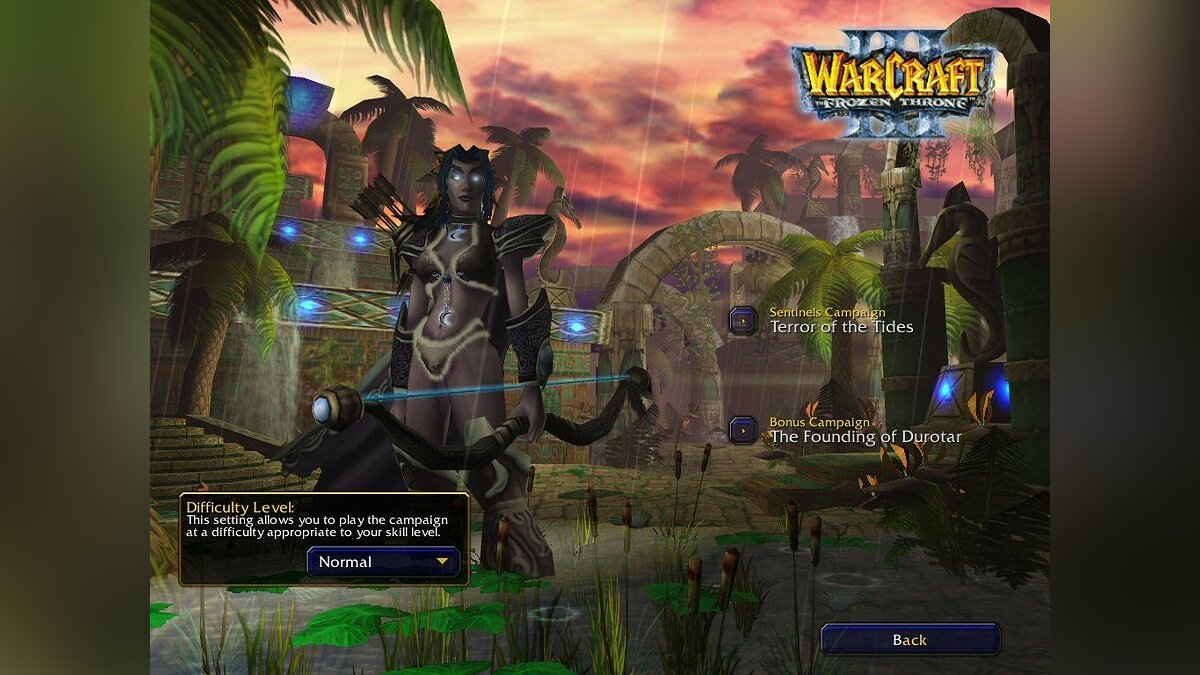 WARCRAFT
III
THE FROZEN THRONE
Sentinels Campaign
Terror of the Tides
Bonus Campaign
The Founding of Durotar
Difficulty Level:
This setting allows you to play the campaign
at a difficulty appropriate to your skill level.
Normal
Back